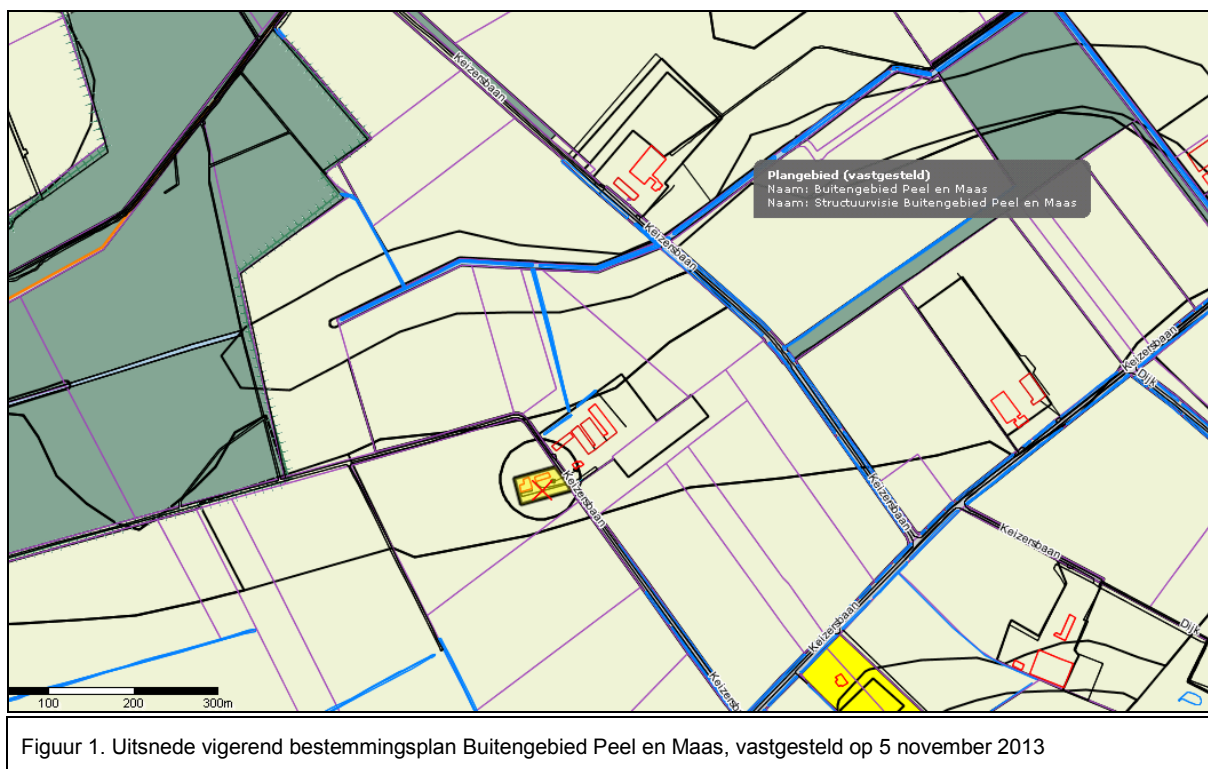 Keizersbaan
Plangebied (vastgesteld)
Naam: Buitengebied Peel en Maas
Naam: Structuurvisie Buitengebied Peel en Maas
Keizersbaan
Keizersbaan
Dijk
Keizersbaan
Keizersbaan
Keizersbaan
Keizersbaan
Dijk
Keizersbaan
100 200 300m
Figuur 1. Uitsnede vigerend bestemmingsplan Buitengebied Peel en Maas, vastgesteld op 5 november 2013